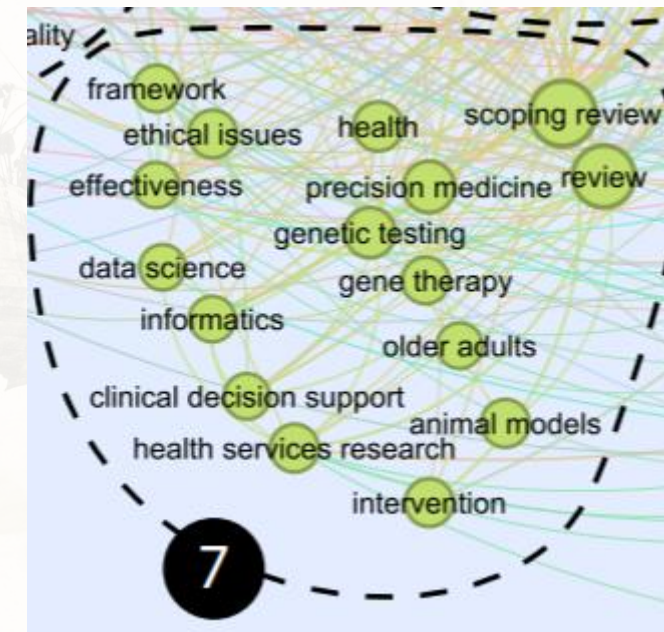 ality
framework
ethical issues
health
scoping review
effectiveness
precision medicine
review
genetic testing
data science
gene therapy
informatics
older adults
clinical decision support
animal models
health services research
intervention
7